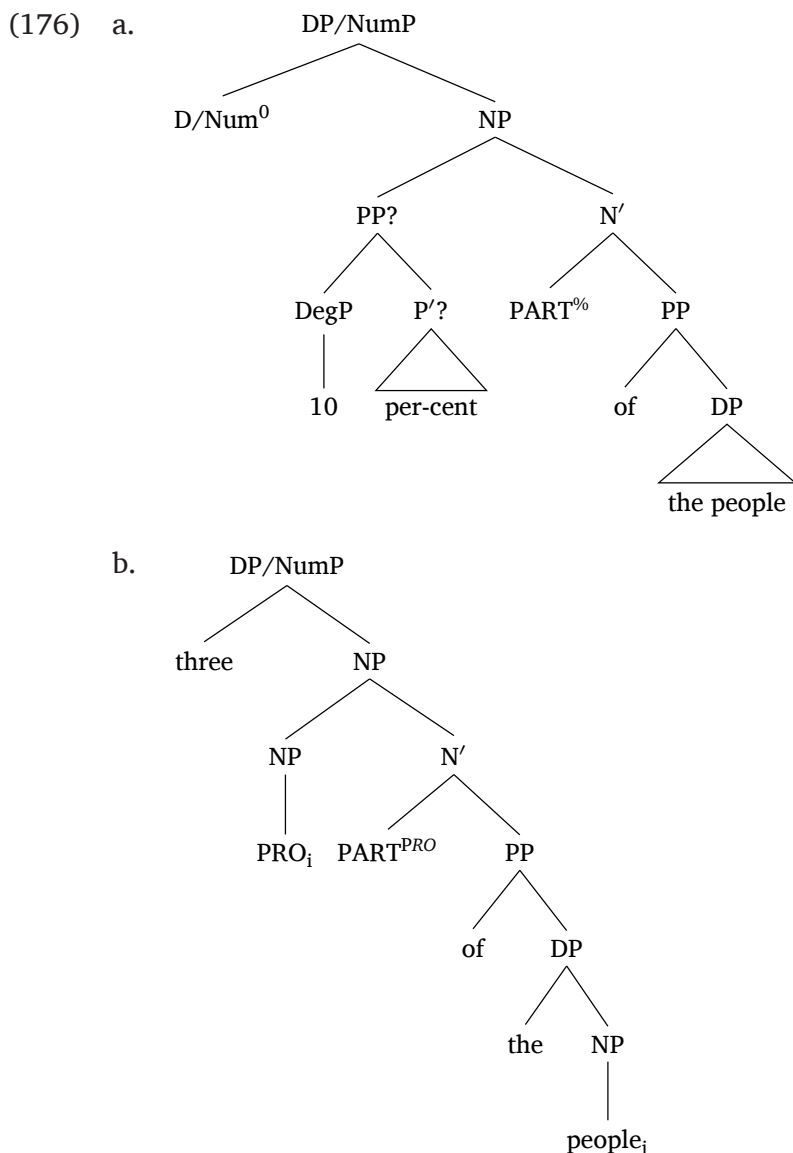 (176) a. DP/NumP
D/Num⁰ NP
PP? N′
DegP P′? PART% PP
10 per-cent of DP
the people
b. DP/NumP
three NP
NP N′
PROᵢ PARTᴾᴿᴼ PP
of DP
the NP
peopleᵢ